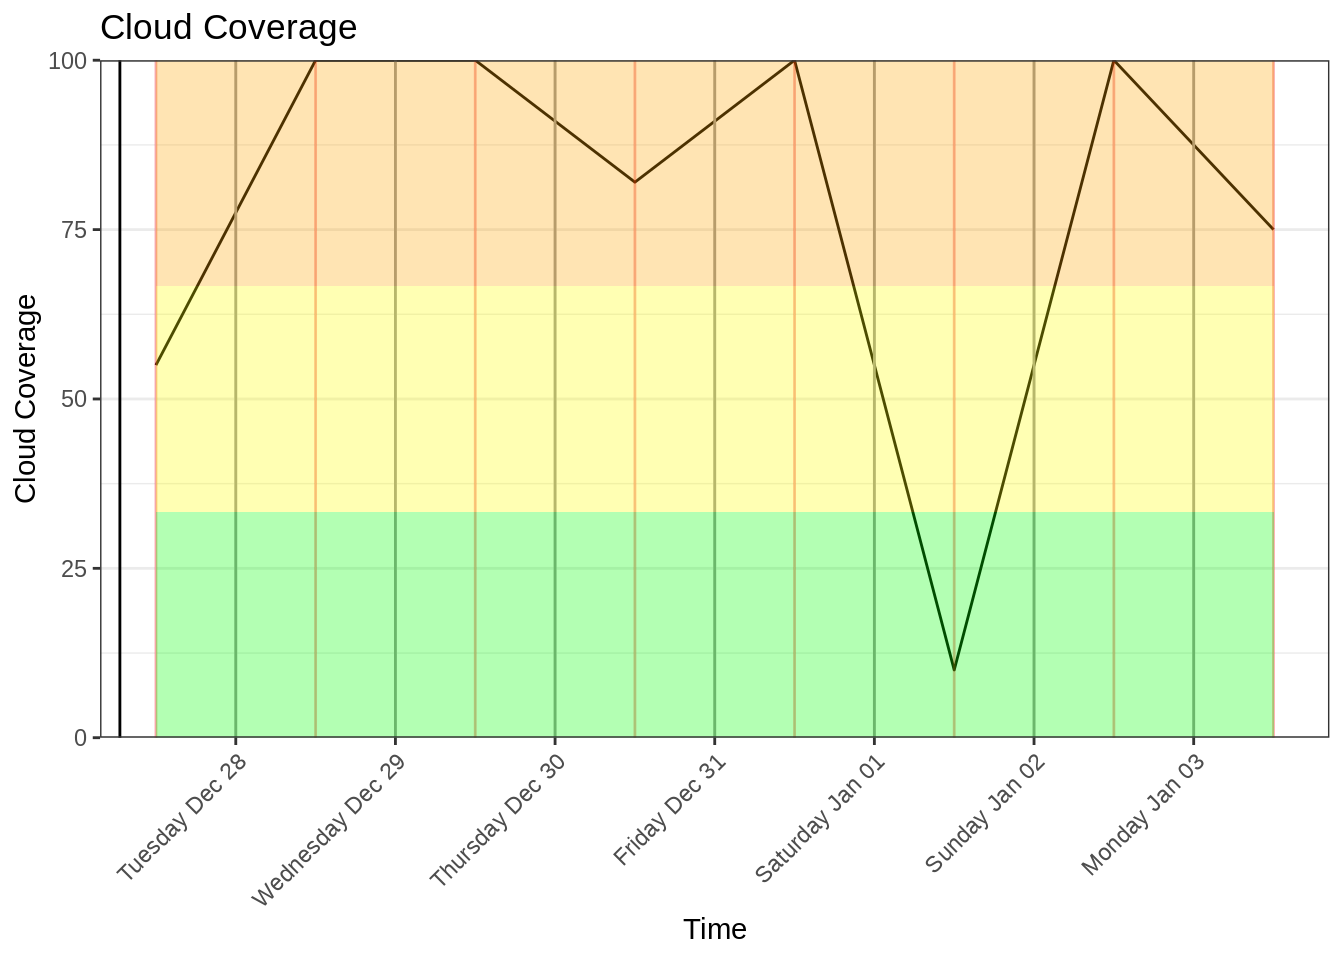 Cloud Coverage
Cloud Coverage
100
75
50
25
0
Tuesday Dec 28
Wednesday Dec 29
Thursday Dec 30
Friday Dec 31
Saturday Jan 01
Sunday Jan 02
Monday Jan 03
Time